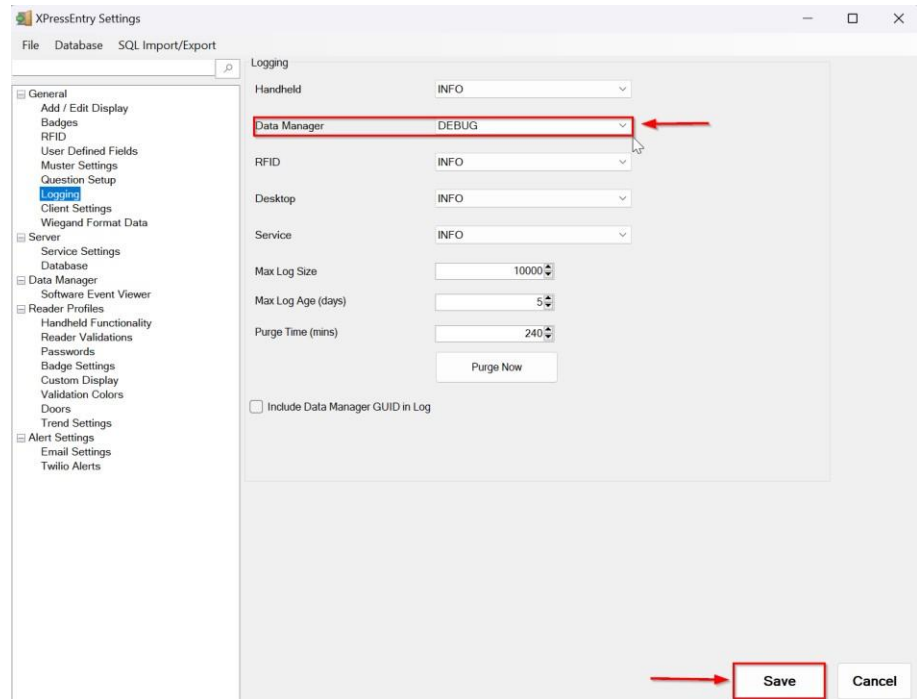 XPressEntry Settings
File Database SQL Import/Export
General
Add / Edit Display
Badges
RFID
User Defined Fields
Muster Settings
Question Setup
Logging
Client Settings
Wiegand Format Data
Server
Service Settings
Database
Data Manager
Software Event Viewer
Reader Profiles
Handheld Functionality
Reader Validations
Passwords
Badge Settings
Custom Display
Validation Colors
Doors
Trend Settings
Alert Settings
Email Settings
Twilio Alerts
Logging
Handheld INFO
Data Manager DEBUG
RFID INFO
Desktop INFO
Service INFO
Max Log Size 10000
Max Log Age (days) 5
Purge Time (mins) 240
Purge Now
Include Data Manager GUID in Log
Save Cancel